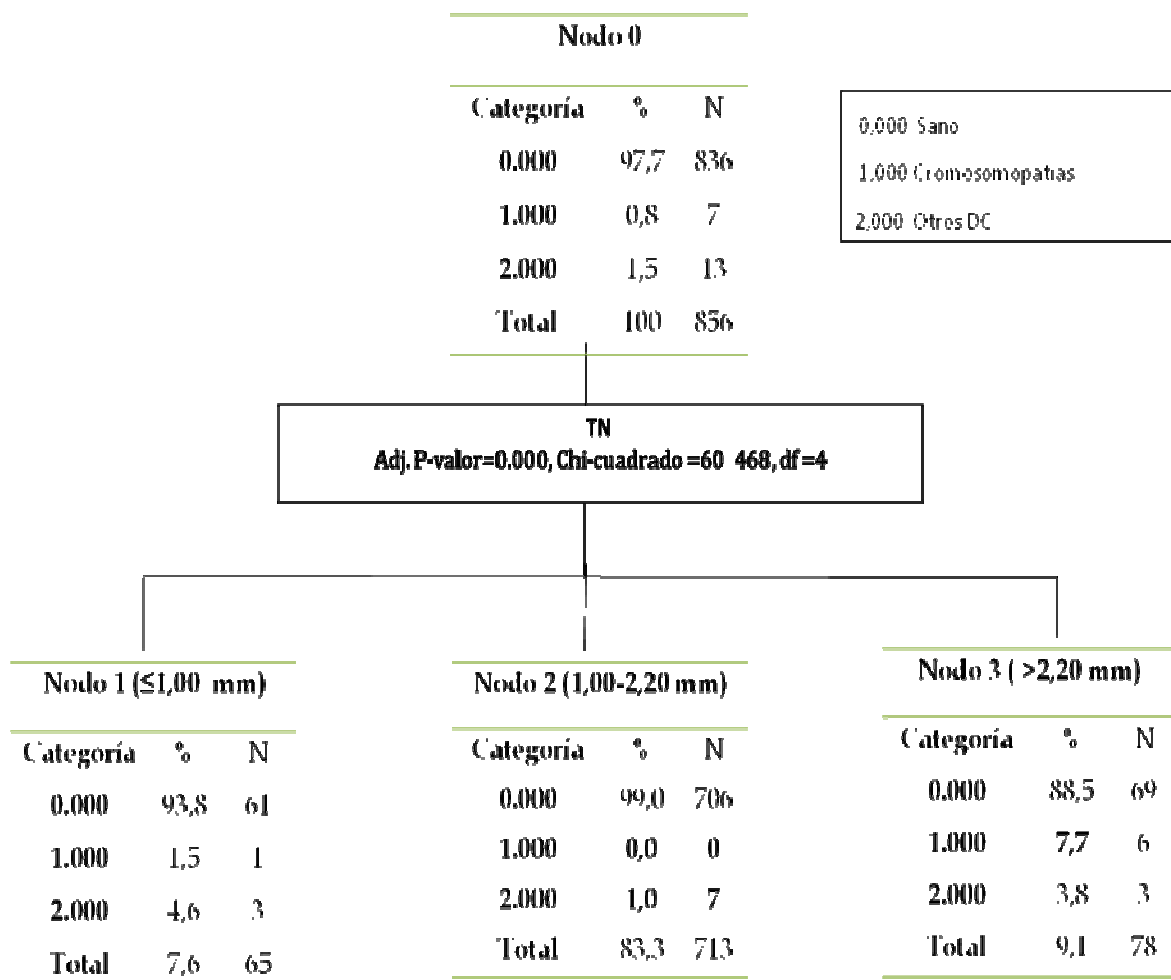 Nodo 0
Categoría % N
0.000 97,7 836
1.000 0,8 7
2.000 1,5 13
Total 100 856
0,000 Sano
1,000 Cromosomopatias
2,000 Otros DC
TN
Adj. P-valor=0.000, Chi-cuadrado =60 468, df =4
Nodo 1 (≤1,00 mm)
Categoría % N
0.000 93,8 61
1.000 1,5 1
2.000 4,6 3
Total 7,6 65
Nodo 2 (1,00-2,20 mm)
Categoría % N
0.000 99,0 706
1.000 0,0 0
2.000 1,0 7
Total 83,3 713
Nodo 3 ( >2,20 mm)
Categoría % N
0.000 88,5 69
1.000 7,7 6
2.000 3,8 3
Total 9,1 78